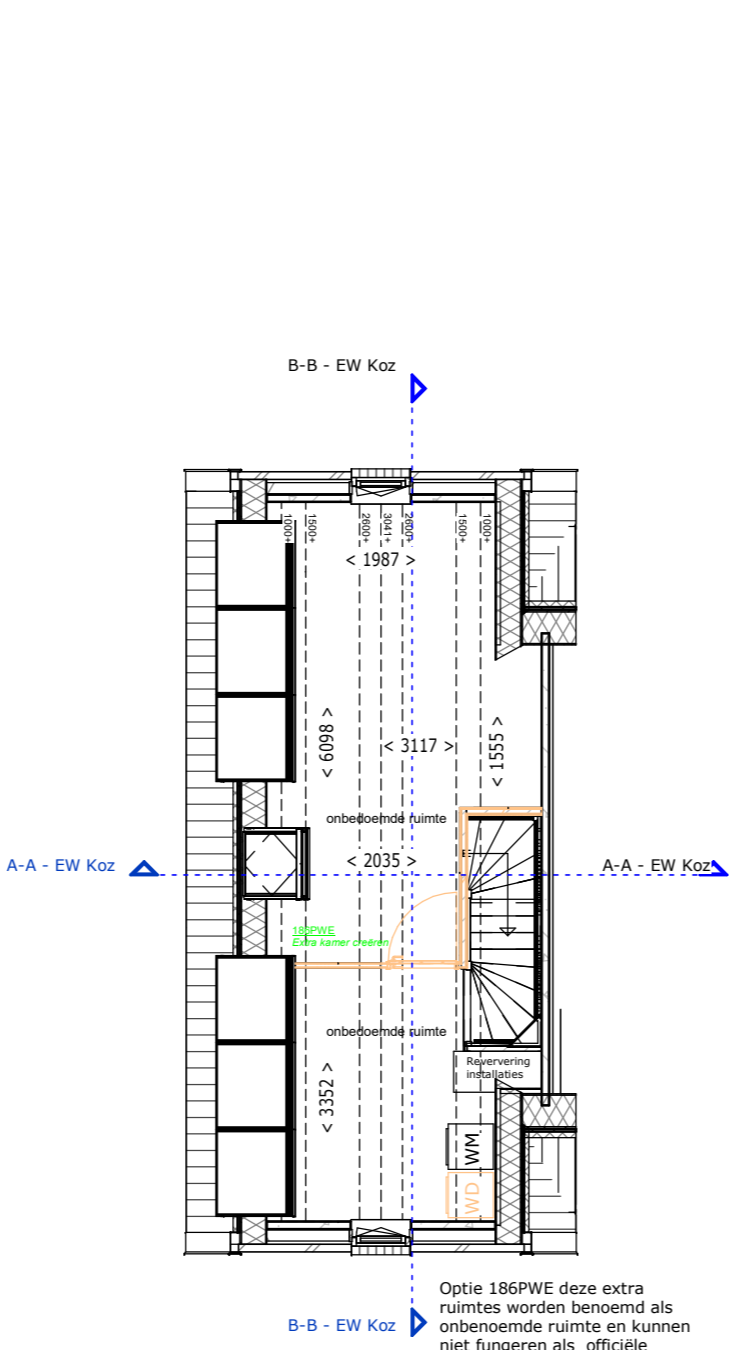 B-B - EW Koz
1000+
1500+
2600+
3041+
2600+
1500+
1000+
< 1987 >
< 6098 >
< 3117 >
< 1555 >
onbedoemde ruimte
< 2035 >
A-A - EW Koz
A-A - EW Koz
186PWE
Extra kamer creëren
onbedoemde ruimte
Reververing
installaties
< 3352 >
WM
WD
Optie 186PWE deze extra
ruimtes worden benoemd als
B-B - EW Koz
onbenoemde ruimte en kunnen
niet fungeren als officiële